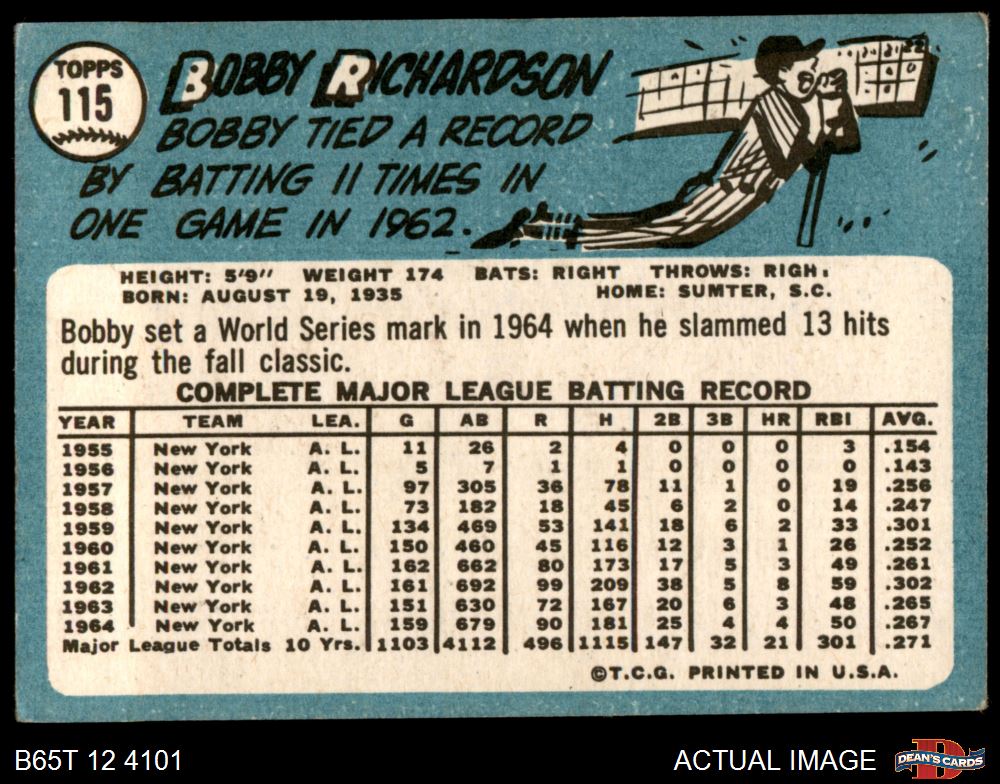 TOPPS
115
BOBBY RICHARDSON
BOBBY TIED A RECORD
BY BATTING 11 TIMES IN
ONE GAME IN 1962.
HEIGHT: 5'9" WEIGHT 174 BATS: RIGHT THROWS: RIGH.
BORN: AUGUST 19, 1935 HOME: SUMTER, S.C.
Bobby set a World Series mark in 1964 when he slammed 13 hits
during the fall classic.
COMPLETE MAJOR LEAGUE BATTING RECORD
YEAR TEAM LEA. G AB R H 2B 3B HR RBI AVG.
1955 New York A. L. 11 26 2 4 0 0 0 3 .154
1956 New York A. L. 5 7 1 1 0 0 0 0 .143
1957 New York A. L. 97 305 36 78 11 1 0 19 .256
1958 New York A. L. 73 182 18 45 6 2 0 14 .247
1959 New York A. L. 134 469 53 141 18 6 2 33 .301
1960 New York A. L. 150 460 45 116 12 3 1 26 .252
1961 New York A. L. 162 662 80 173 17 5 3 49 .261
1962 New York A. L. 161 692 99 209 38 5 8 59 .302
1963 New York A. L. 151 630 72 167 20 6 3 48 .265
1964 New York A. L. 159 679 90 181 25 4 4 50 .267
Major League Totals 10 Yrs. 1103 4112 496 1115 147 32 21 301 .271
©T.C.G. PRINTED IN U.S.A.
B65T 12 4101 ACTUAL IMAGE DEAN'S CARDS